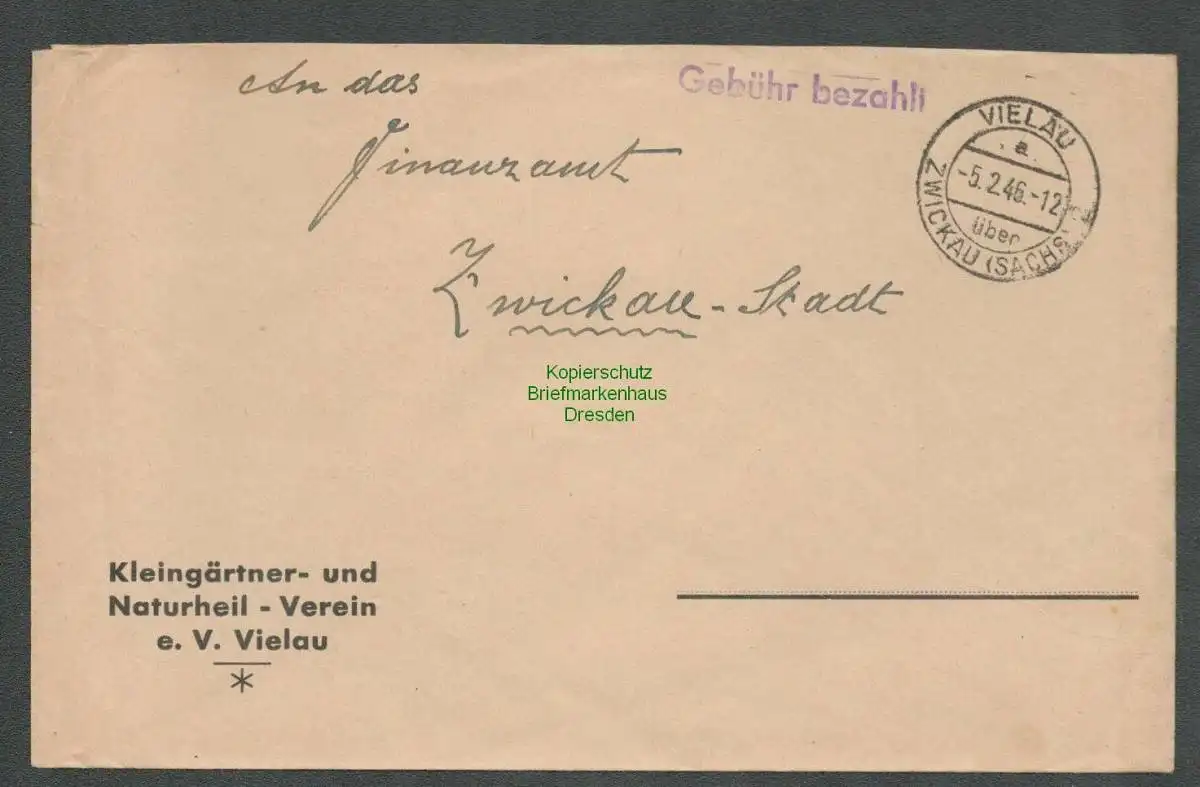 An das
Gebühr bezahlt
Finanzamt
VIELAU
a
-5.2.46.-12
über
ZWICKAU (SACHS)
Zwickau-Stadt
Kopierschutz
Briefmarkenhaus
Dresden
Kleingärtner- und
Naturheil - Verein
e. V. Vielau
*